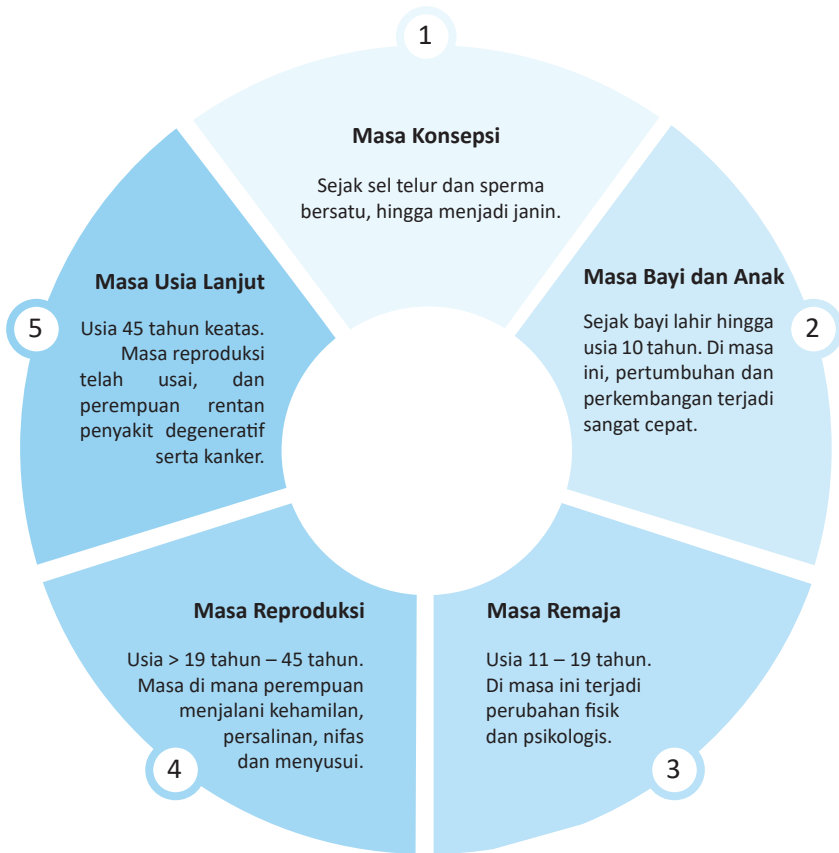 1
Masa Konsepsi
Sejak sel telur dan sperma
bersatu, hingga menjadi janin.
2
Masa Bayi dan Anak
Sejak bayi lahir hingga
usia 10 tahun. Di masa
ini, pertumbuhan dan
perkembangan terjadi
sangat cepat.
3
Masa Remaja
Usia 11 – 19 tahun.
Di masa ini terjadi
perubahan fisik
dan psikologis.
4
Masa Reproduksi
Usia > 19 tahun – 45 tahun.
Masa di mana perempuan
menjalani kehamilan,
persalinan, nifas
dan menyusui.
5
Masa Usia Lanjut
Usia 45 tahun keatas.
Masa reproduksi
telah usai, dan
perempuan rentan
penyakit degeneratif
serta kanker.